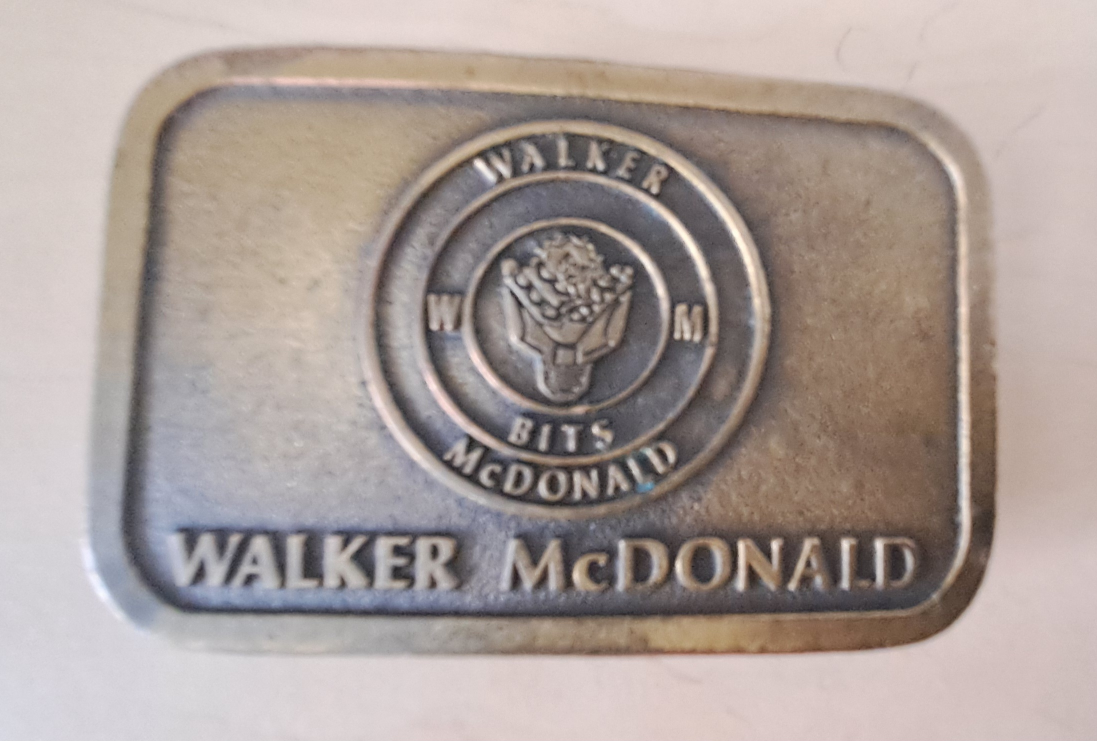 WALKER
W M
BITS
McDONALD
WALKER McDONALD